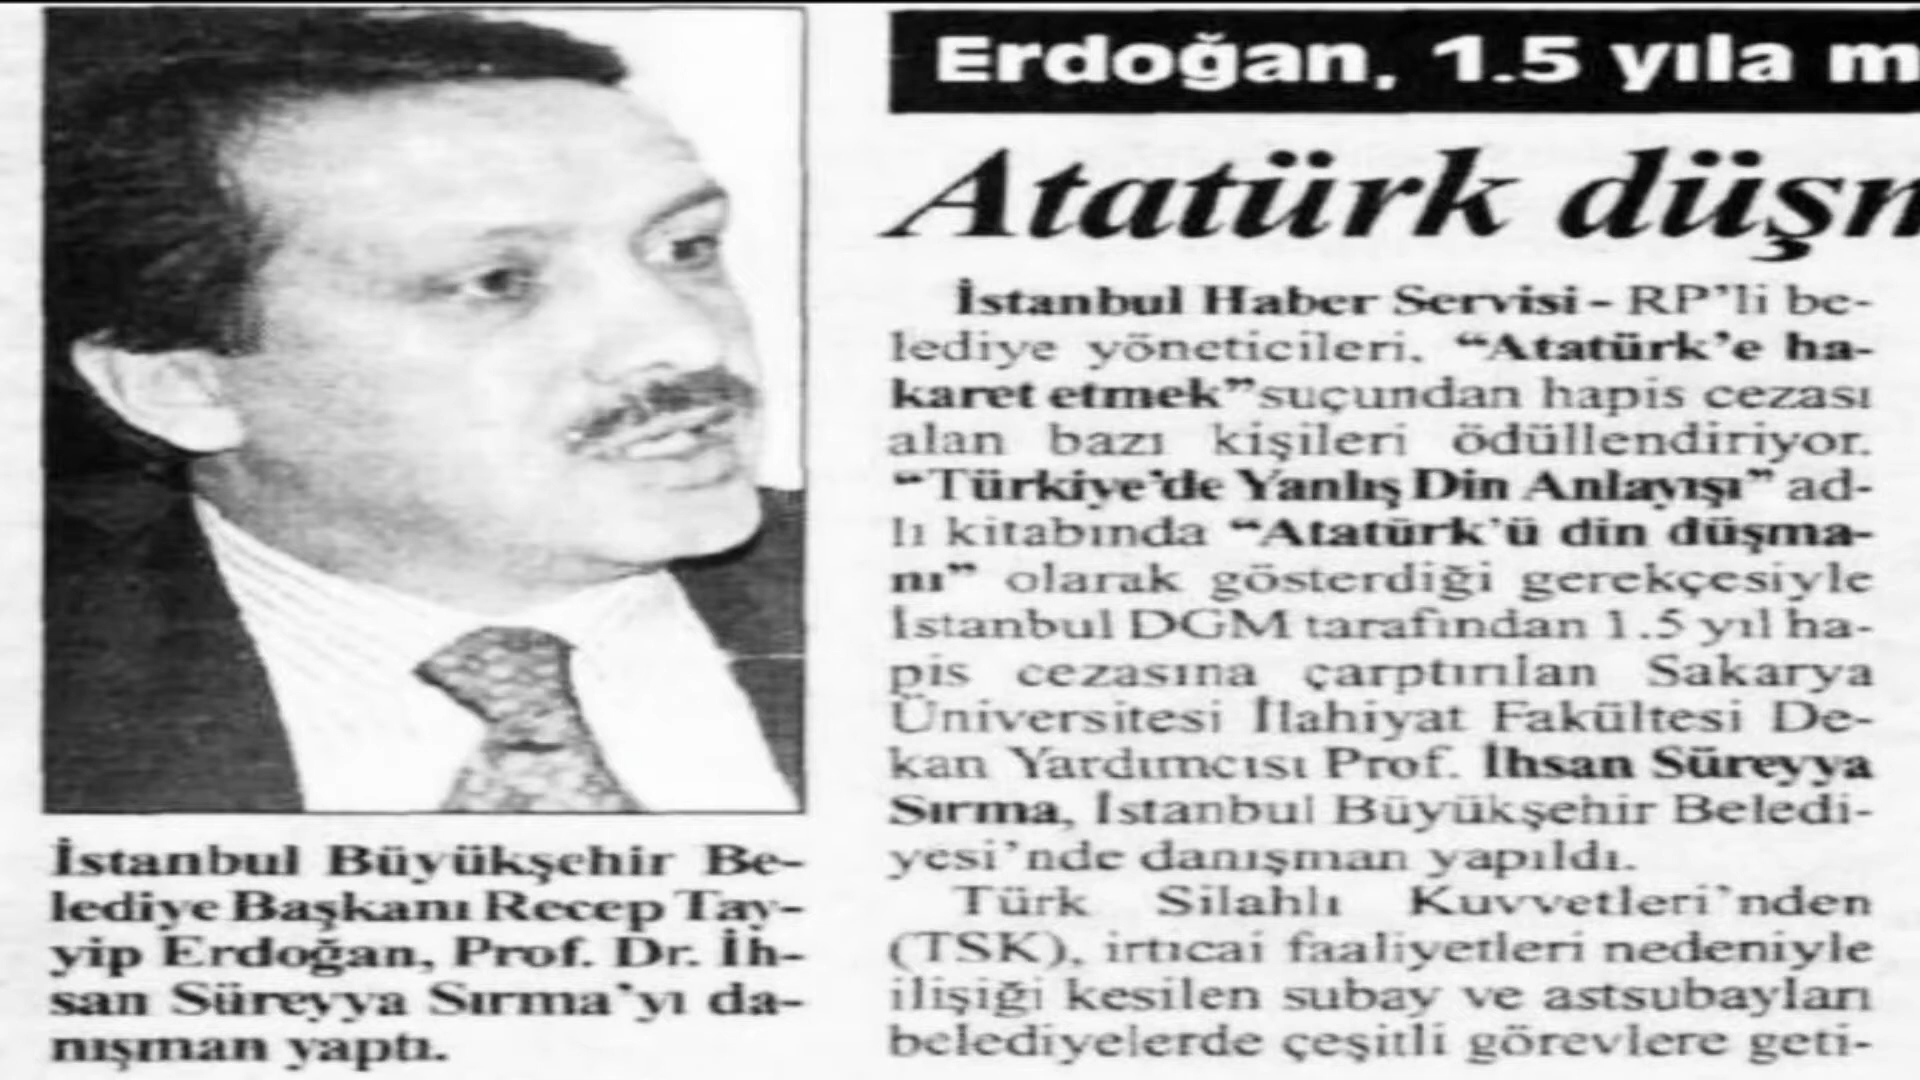 Erdoğan, 1.5 yıla m
Atatürk düşn
İstanbul Haber Servisi - RP'li be-
lediye yöneticileri, "Atatürk'e ha-
karet etmek" suçundan hapis cezası
alan bazı kişileri ödüllendiriyor.
"Türkiye'de Yanlış Din Anlayışı" ad-
lı kitabında "Atatürk'ü din düşma-
nı" olarak gösterdiği gerekçesiyle
İstanbul DGM tarafından 1.5 yıl ha-
pis cezasına çarptırılan Sakarya
Üniversitesi İlahiyat Fakültesi De-
kan Yardımcısı Prof. İhsan Süreyya
Sırma, İstanbul Büyükşehir Beledi-
yesi'nde danışman yapıldı.
Türk Silahlı Kuvvetleri'nden
(TSK), irticai faaliyetleri nedeniyle
ilişiği kesilen subay ve astsubayları
belediyelerde çeşitli görevlere geti-
İstanbul Büyükşehir Be-
lediye Başkanı Recep Tay-
yip Erdoğan, Prof. Dr. İh-
san Süreyya Sırma'yı da-
nışman yaptı.